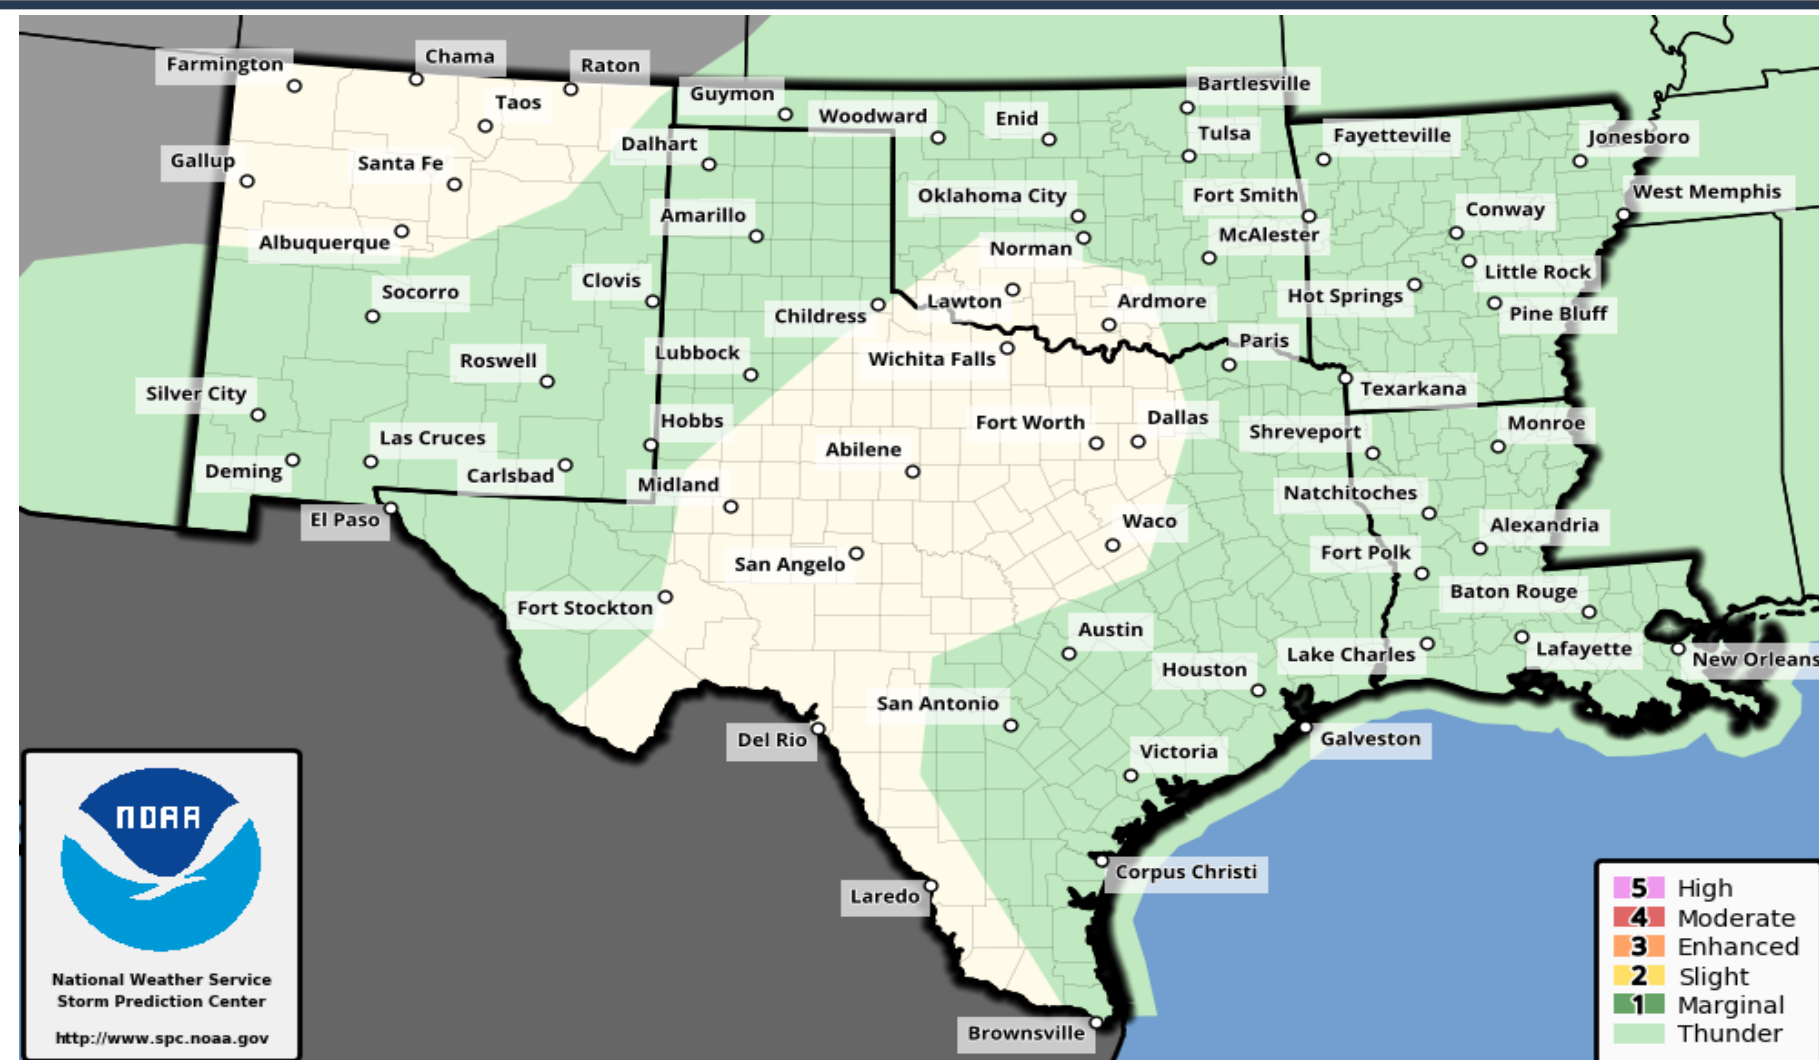 Farmington
Chama
Raton
Taos
Guymon
Woodward
Enid
Bartlesville
Tulsa
Fayetteville
Jonesboro
Gallup
Santa Fe
Dalhart
Albuquerque
Amarillo
Oklahoma City
Norman
Fort Smith
McAlester
Conway
West Memphis
Little Rock
Hot Springs
Pine Bluff
Socorro
Clovis
Childress
Lawton
Ardmore
Paris
Roswell
Lubbock
Wichita Falls
Texarkana
Silver City
Hobbs
Las Cruces
Deming
Carlsbad
Midland
Abilene
Fort Worth
Dallas
Shreveport
Monroe
El Paso
San Angelo
Waco
Natchitoches
Alexandria
Fort Polk
Fort Stockton
Austin
Baton Rouge
Houston
Lake Charles
Lafayette
New Orleans
San Antonio
Del Rio
Victoria
Galveston
Laredo
Corpus Christi
Brownsville
NOAA
National Weather Service
Storm Prediction Center
http://www.spc.noaa.gov
5 High
4 Moderate
3 Enhanced
2 Slight
1 Marginal
Thunder